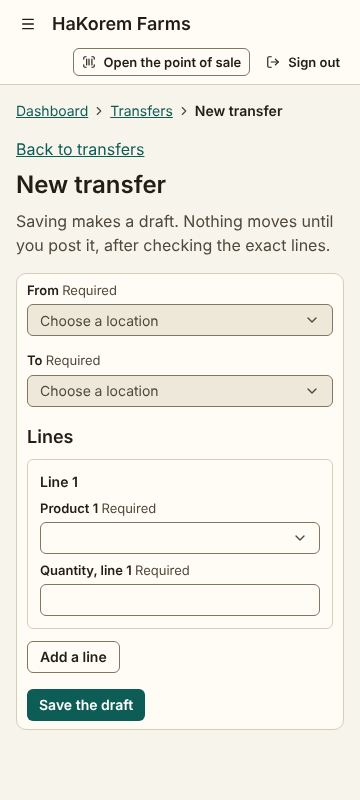 HaKorem Farms
Open the point of sale
Sign out
Dashboard > Transfers > New transfer
Back to transfers
New transfer
Saving makes a draft. Nothing moves until
you post it, after checking the exact lines.
From Required
Choose a location
To Required
Choose a location
Lines
Line 1
Product 1 Required
Quantity, line 1 Required
Add a line
Save the draft